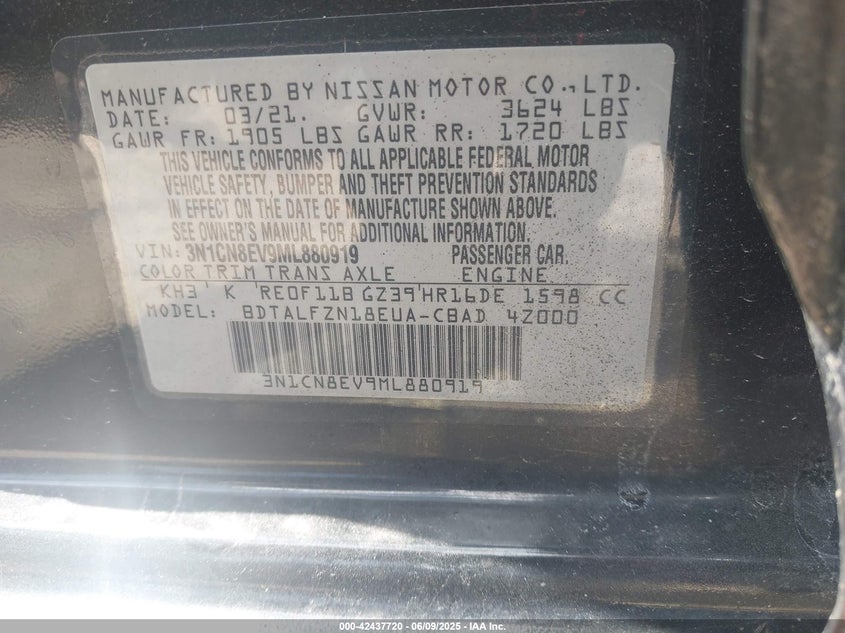 MANUFACTURED BY NISSAN MOTOR CO., LTD.
DATE: 03/21. GVWR: 3624 LBS
GAWR FR: 1905 LBS GAWR RR: 1720 LBS
THIS VEHICLE CONFORMS TO ALL APPLICABLE FEDERAL MOTOR
VEHICLE SAFETY, BUMPER AND THEFT PREVENTION STANDARDS
IN EFFECT ON THE DATE OF MANUFACTURE SHOWN ABOVE.
SEE OWNER'S MANUAL FOR ADDITIONAL INFORMATION.
VIN: 3N1CN8EV9ML880919 PASSENGER CAR.
COLOR TRIM TRANS AXLE ENGINE
KH3 K RE0F11B GZ39 HR16DE 1598 CC
MODEL: BDTALFZN18EUA-CBAD 4Z000
3N1CN8EV9ML880919
000-42437720 | 06/09/2025 | Copyright © IAA, LLC